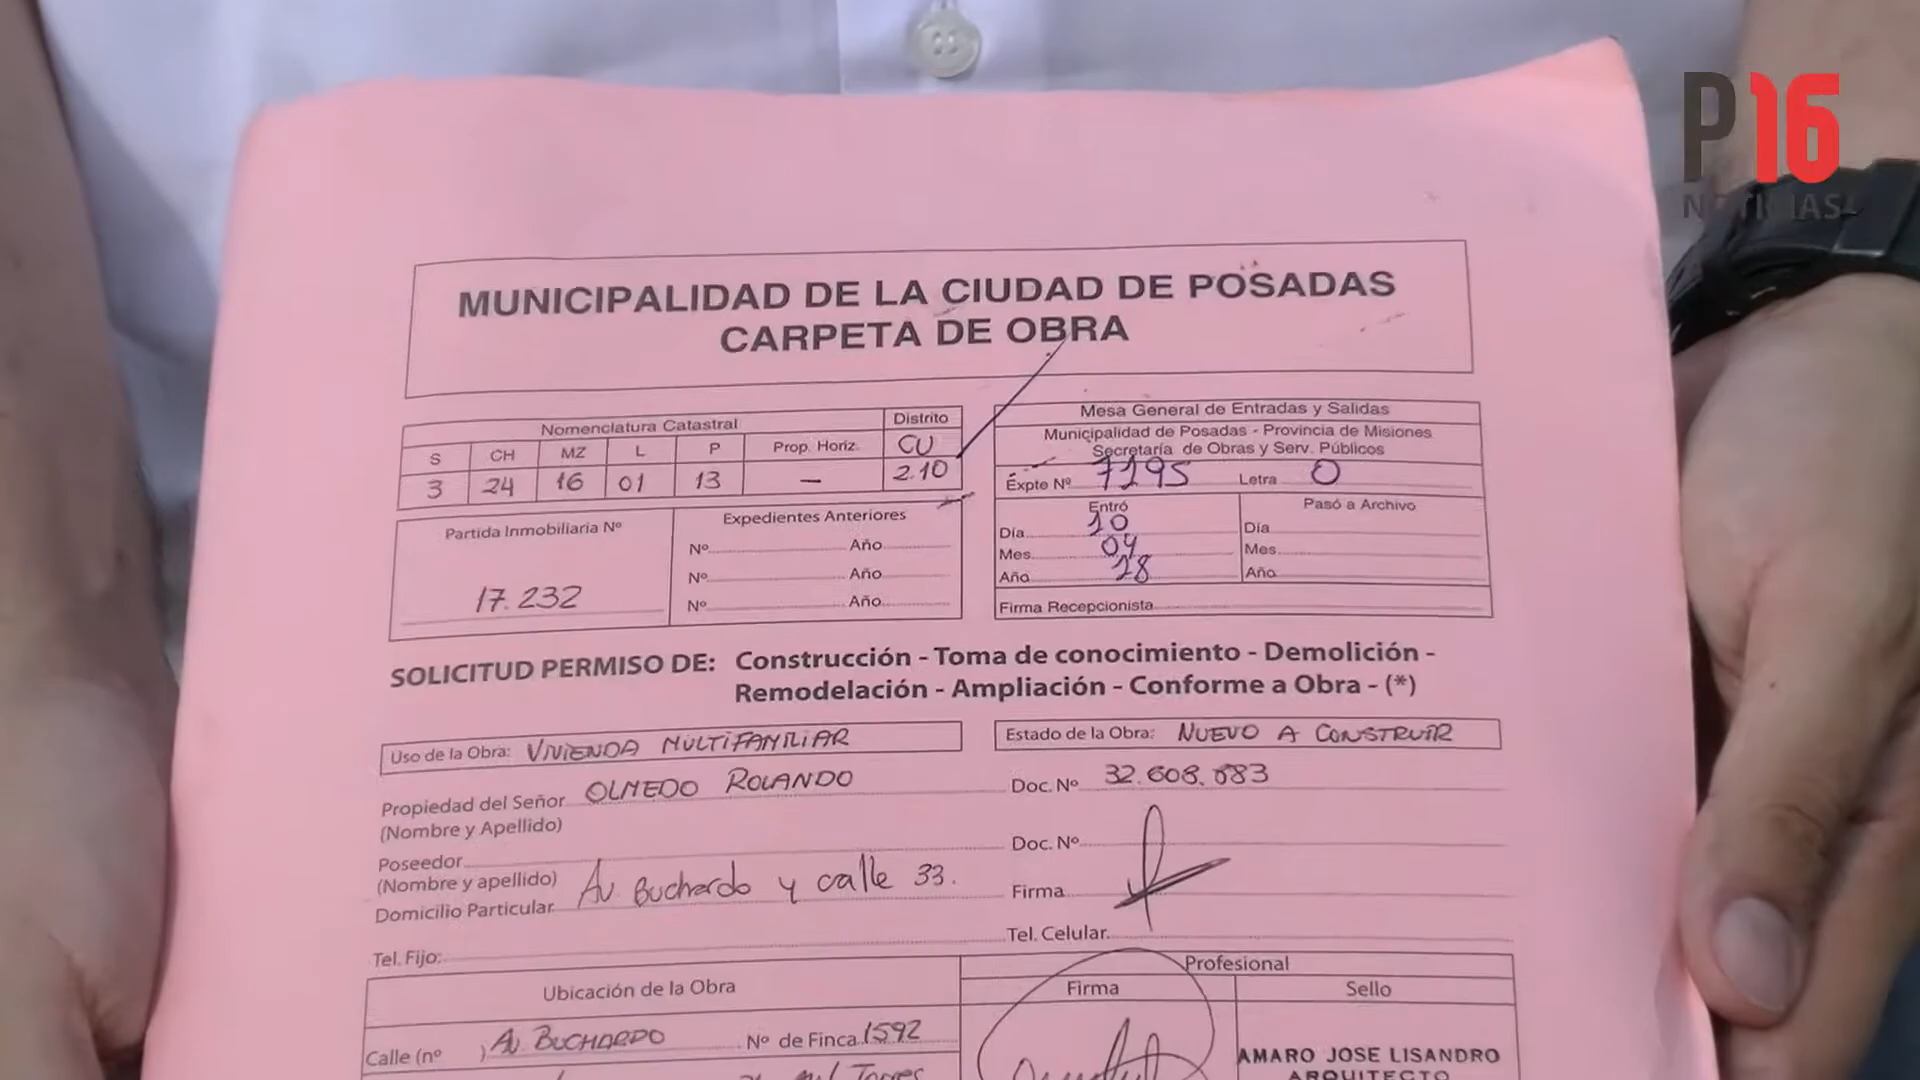 P16
NOTICIAS
MUNICIPALIDAD DE LA CIUDAD DE POSADAS
CARPETA DE OBRA
Nomenclatura Catastral
Distrito
S CH MZ L P Prop. Horiz. CU
3 24 16 01 13 — 2.10
Mesa General de Entradas y Salidas
Municipalidad de Posadas - Provincia de Misiones
Secretaría de Obras y Serv. Públicos
Expte Nº 7295 Letra O
Entró
Pasó a Archivo
Día 10 Día
Mes 04 Mes
Año 18 Año
Firma Recepcionista
Partida Inmobiliaria Nº
17.232
Expedientes Anteriores
Nº Año
Nº Año
Nº Año
SOLICITUD PERMISO DE: Construcción - Toma de conocimiento - Demolición -
Remodelación - Ampliación - Conforme a Obra - (*)
Uso de la Obra: VIVIENDA MULTIFAMILIAR
Estado de la Obra: NUEVO A CONSTRUIR
Propiedad del Señor OLMEDO ROLANDO Doc. Nº 32.608.683
(Nombre y Apellido)
Poseedor Doc. Nº
(Nombre y apellido)
Domicilio Particular Av Buchardo y calle 33. Firma
Tel. Fijo: Tel. Celular
Ubicación de la Obra
Profesional
Firma Sello
Calle (nº ) AV BUCHARDO Nº de Finca 1592
AMARO JOSE LISANDRO
ARQUITECTO
Torres